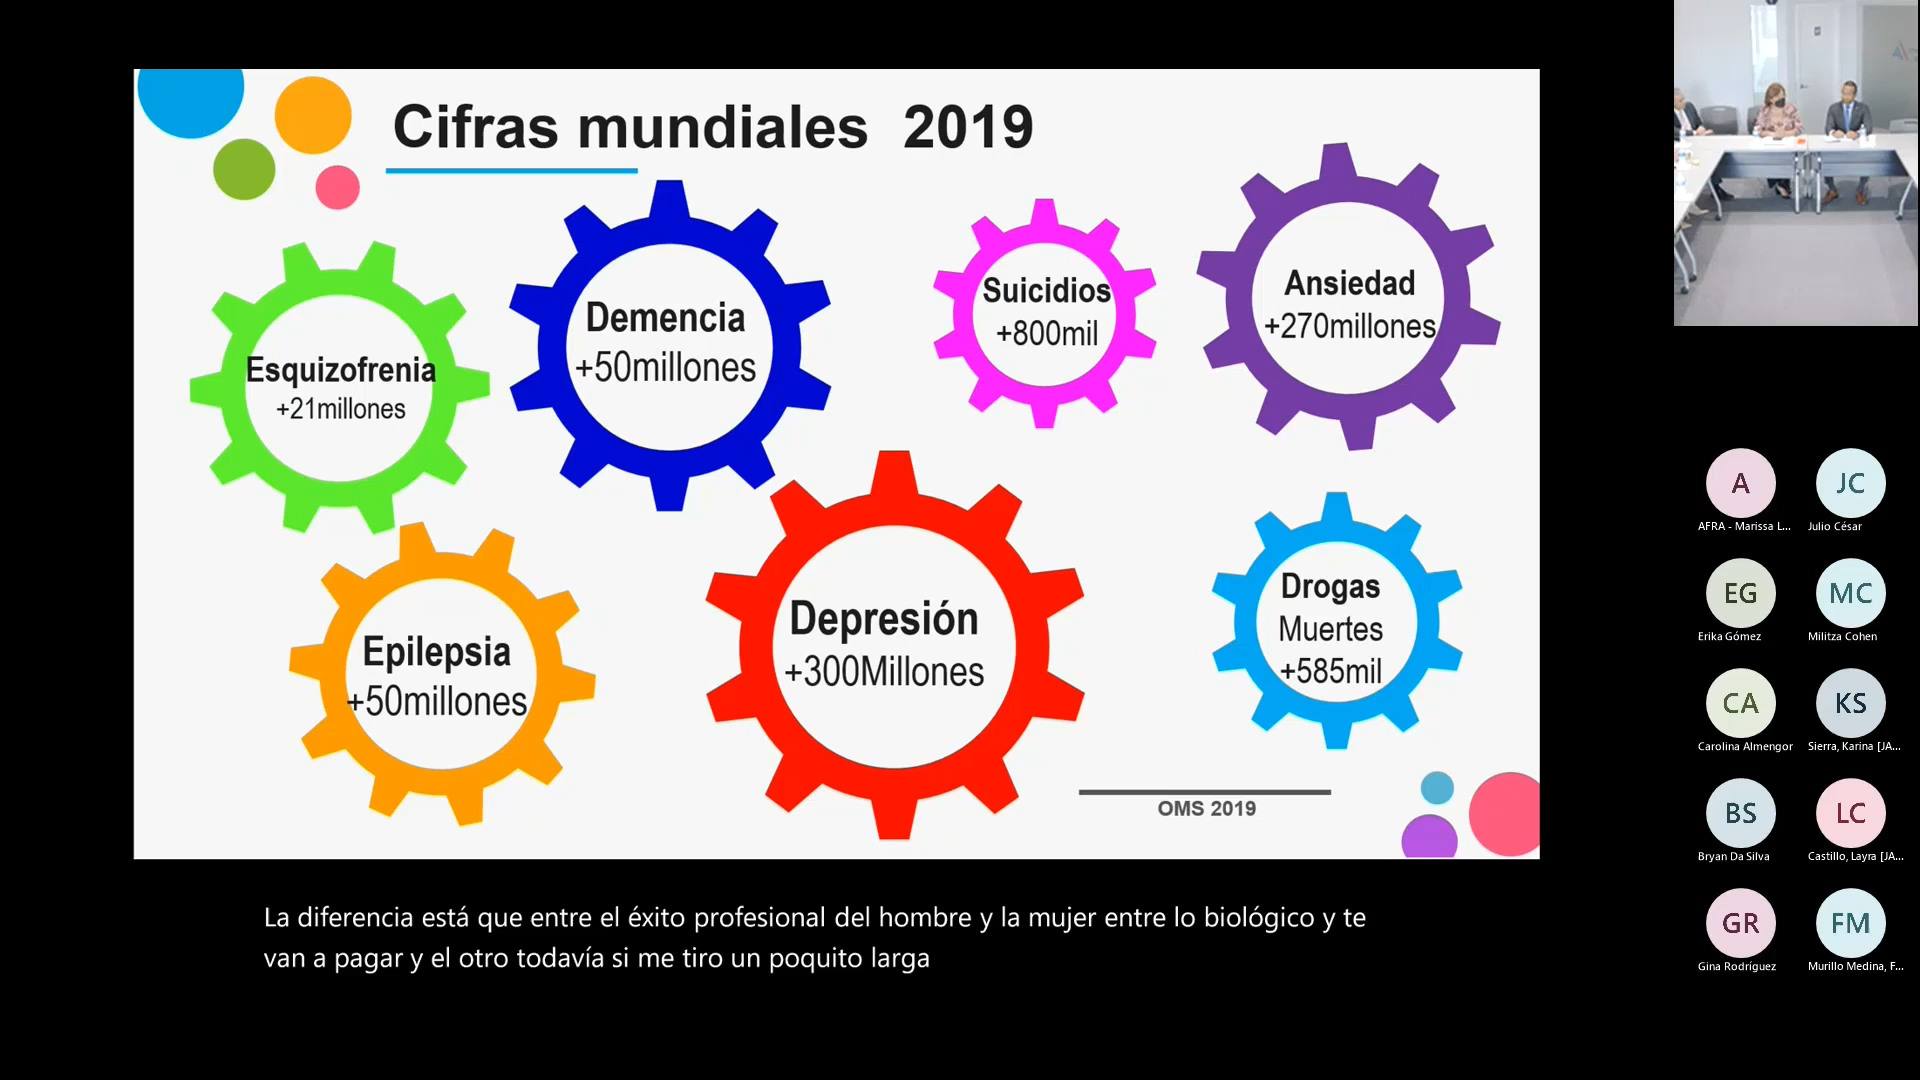 Cifras mundiales 2019
Esquizofrenia
+21millones
Demencia
+50millones
Suicidios
+800mil
Ansiedad
+270millones
Epilepsia
+50millones
Depresión
+300Millones
Drogas
Muertes
+585mil
OMS 2019
La diferencia está que entre el éxito profesional del hombre y la mujer entre lo biológico y te
van a pagar y el otro todavía si me tiro un poquito larga
A
AFRA - Marissa L...
JC
Julio César
EG
Erika Gómez
MC
Militza Cohen
CA
Carolina Almengor
KS
Sierra, Karina [JA...
BS
Bryan Da Silva
LC
Castillo, Layra [JA...
GR
Gina Rodríguez
FM
Murillo Medina, F...